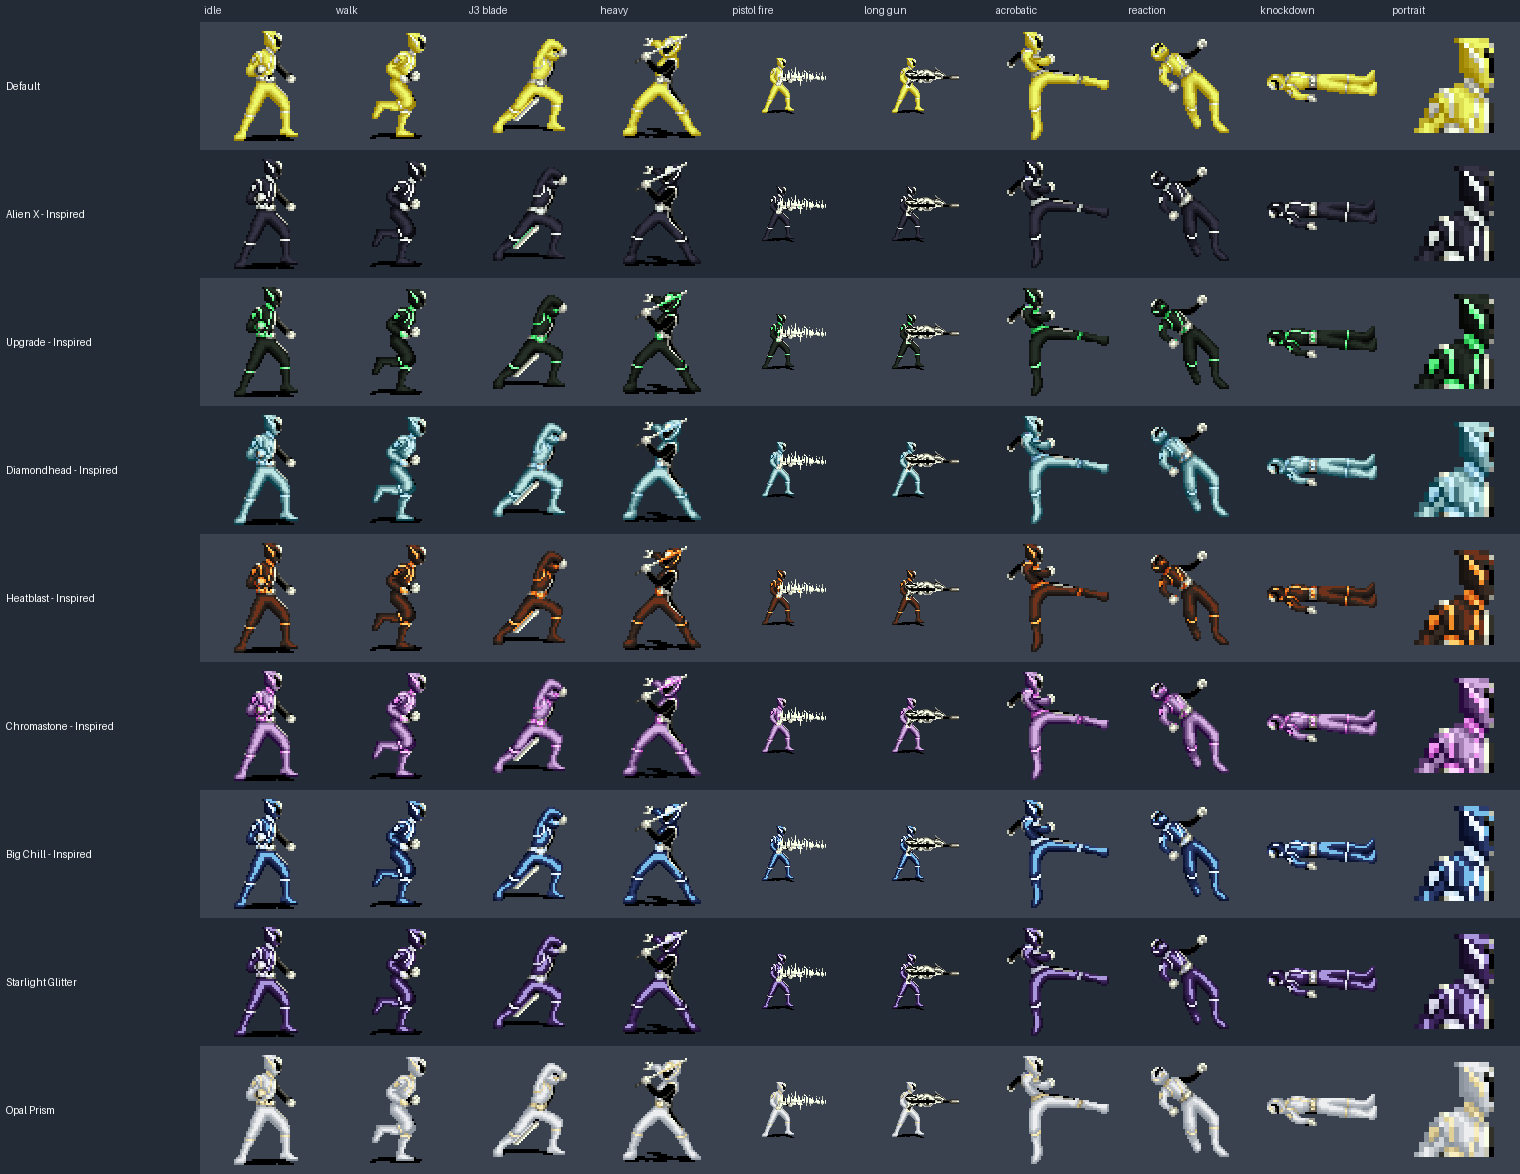 idle walk J3 blade heavy pistol fire long gun acrobatic reaction knockdown portrait
Default
Alien X - Inspired
Upgrade - Inspired
Diamondhead - Inspired
Heatblast - Inspired
Chromastone - Inspired
Big Chill - Inspired
Starlight Glitter
Opal Prism